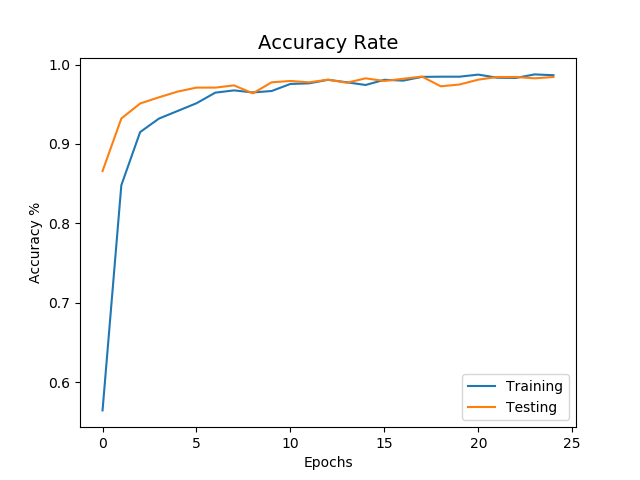 Accuracy Rate
1.0
0.9
0.8
0.7
0.6
Accuracy %
0 5 10 15 20 25
Epochs
Training
Testing